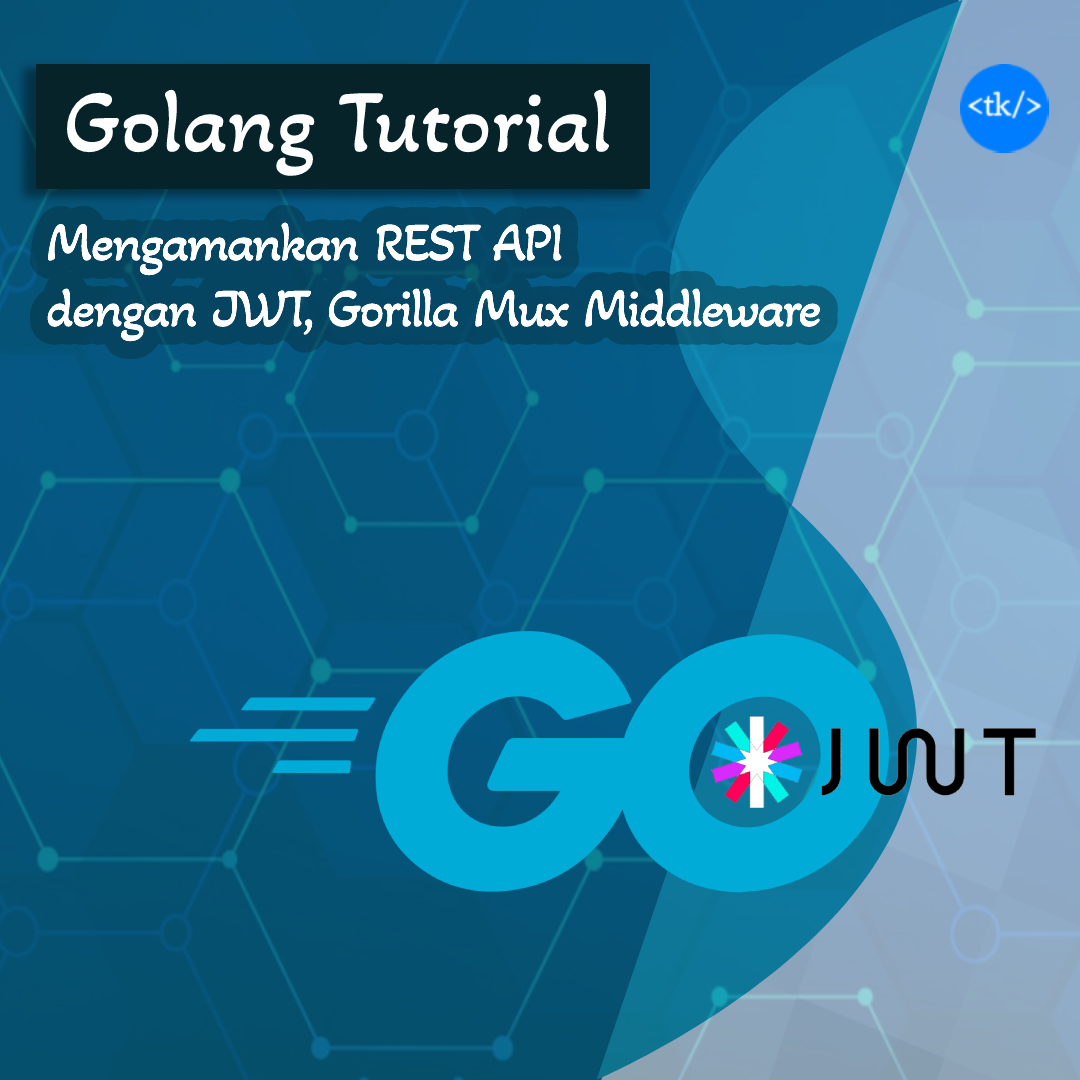 Golang Tutorial
<tk/>
Mengamankan REST API
dengan JWT, Gorilla Mux Middleware
GO
JWT